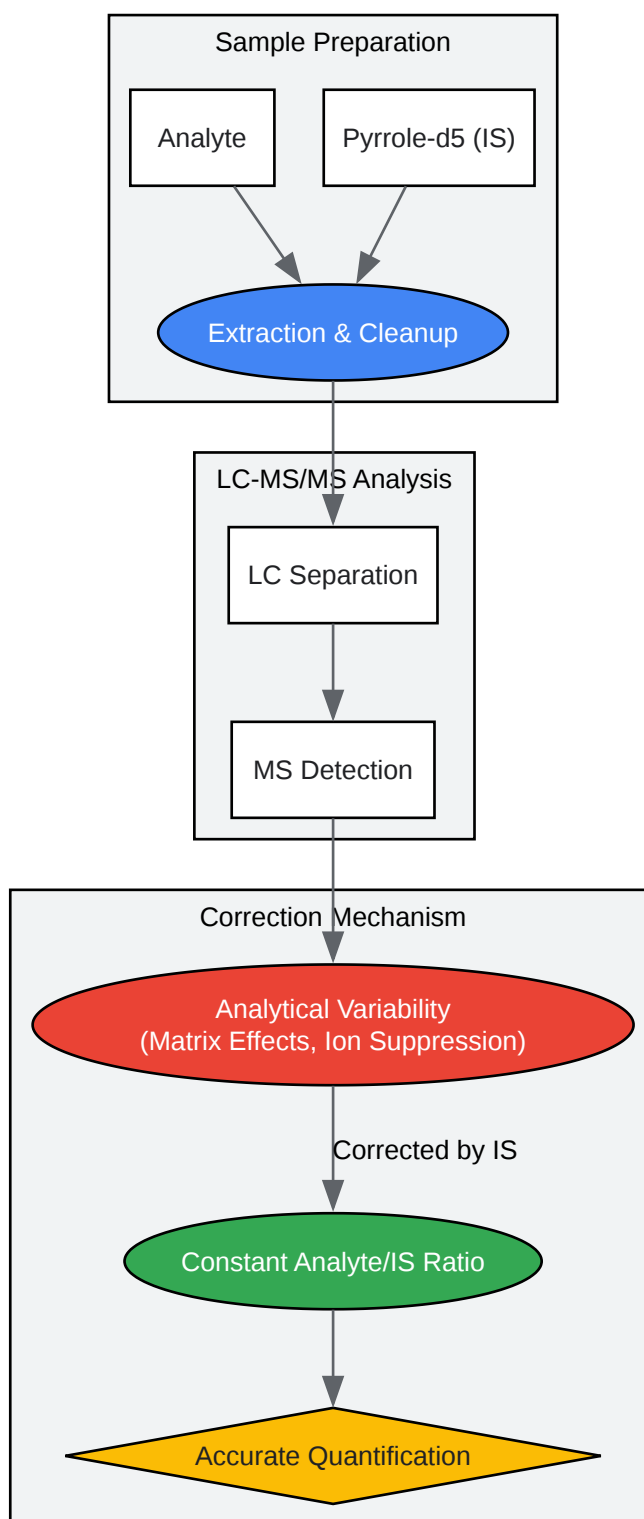 Sample Preparation
Analyte
Pyrrole-d5 (IS)
Extraction & Cleanup
LC-MS/MS Analysis
LC Separation
MS Detection
Correction Mechanism
Analytical Variability
(Matrix Effects, Ion Suppression)
Corrected by IS
Constant Analyte/IS Ratio
Accurate Quantification